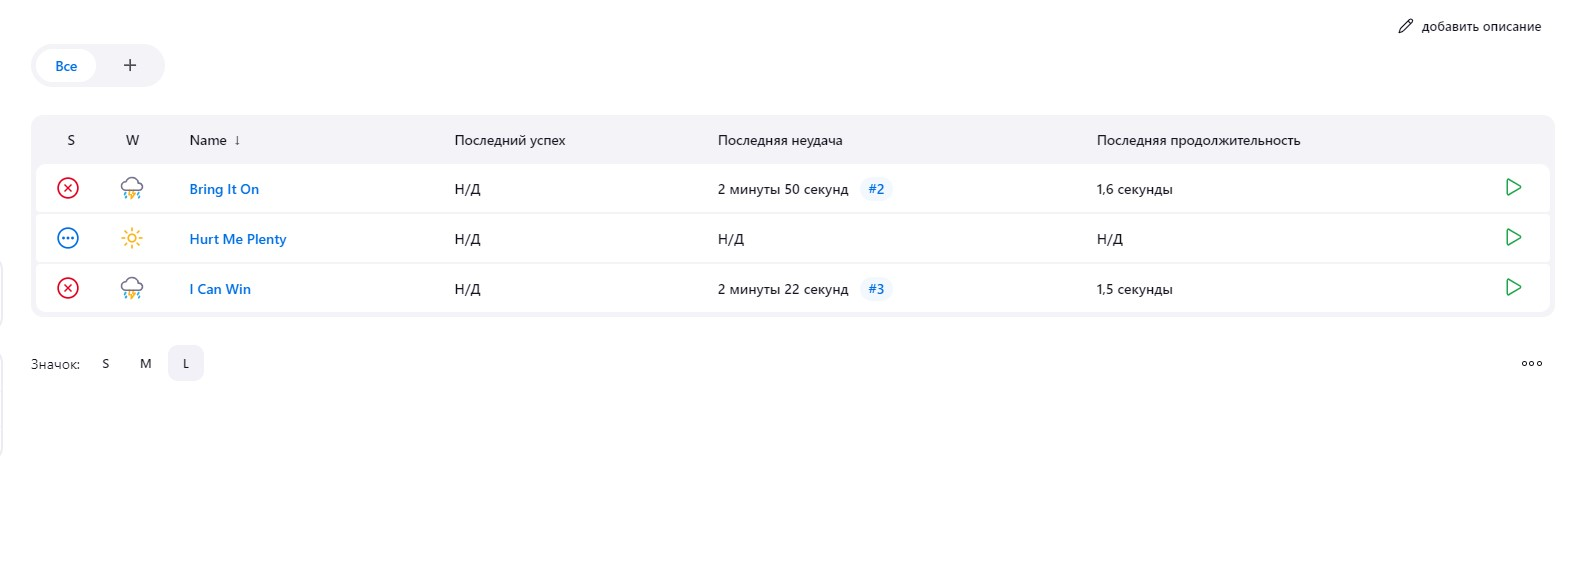 добавить описание
Все +
S W Name ↓ Последний успех Последняя неудача Последняя продолжительность
Bring It On Н/Д 2 минуты 50 секунд #2 1,6 секунды
Hurt Me Plenty Н/Д Н/Д Н/Д
I Can Win Н/Д 2 минуты 22 секунд #3 1,5 секунды
Значок: S M L